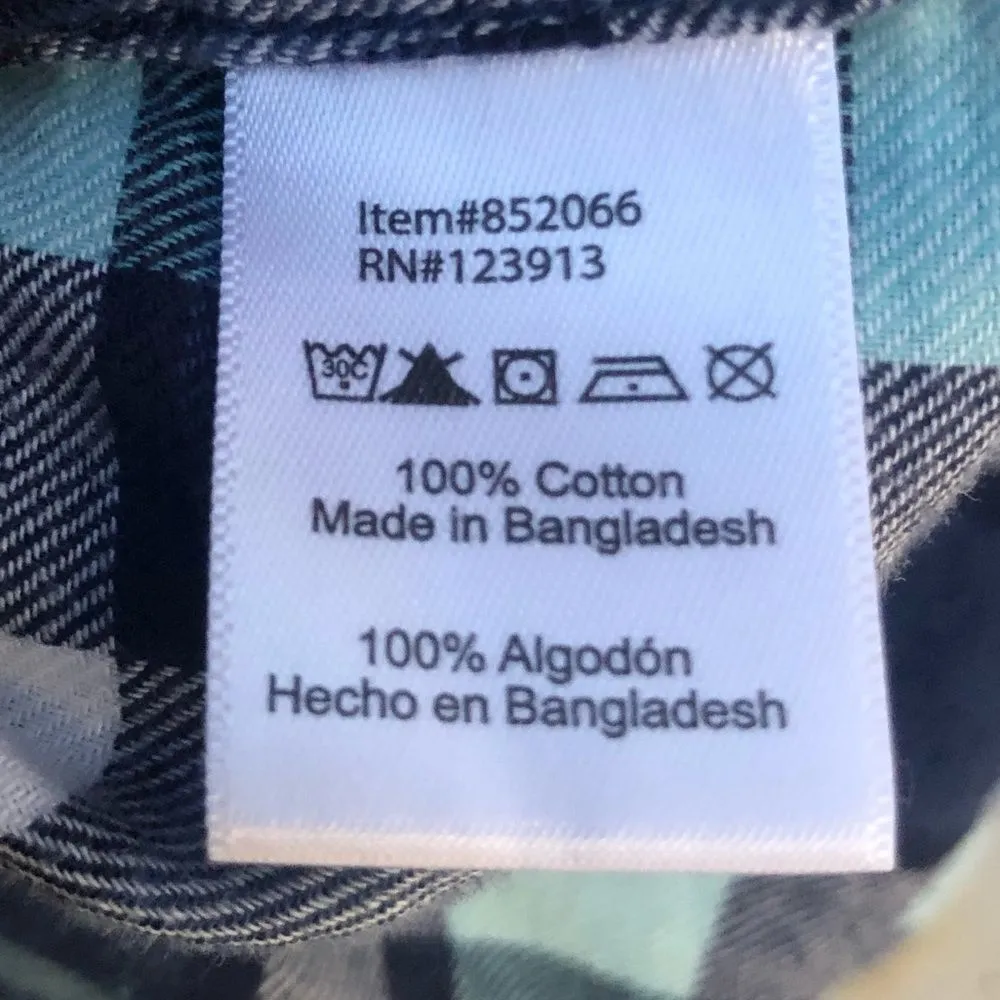 Item#852066
RN#123913
30C
100% Cotton
Made in Bangladesh
100% Algodón
Hecho en Bangladesh